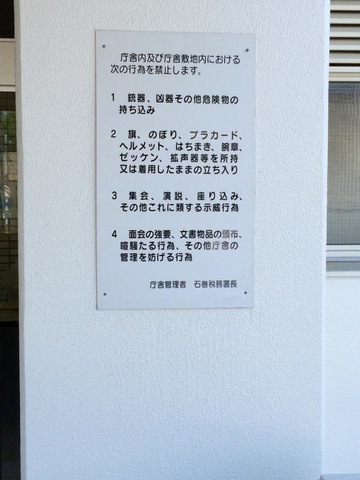 庁舎内及び庁舎敷地内における
次の行為を禁止します。
1 銃器、凶器その他危険物の
持ち込み
2 旗、のぼり、プラカード、
ヘルメット、はちまき、腕章、
ゼッケン、拡声器等を所持
又は着用したままの立ち入り
3 集会、演説、座り込み、
その他これに類する示威行為
4 面会の強要、文書物品の頒布、
喧騒たる行為、その他庁舎の
管理を妨げる行為
庁舎管理者 石巻税務署長